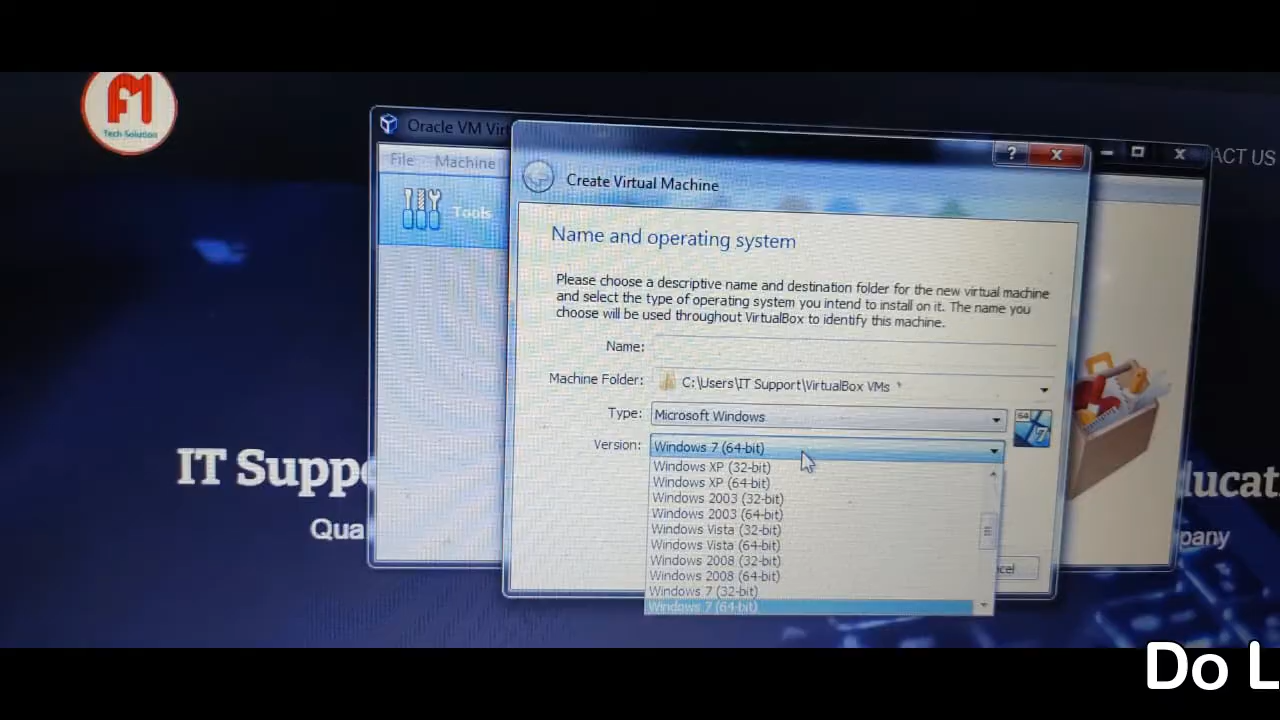 F1
Tech Solution
Oracle VM Virt
ACT US
File Machine
Create Virtual Machine
Tools
Name and operating system
Please choose a descriptive name and destination folder for the new virtual machine
and select the type of operating system you intend to install on it. The name you
choose will be used throughout VirtualBox to identify this machine.
Name:
Machine Folder: C:\Users\IT Support\VirtualBox VMs
Type: Microsoft Windows
64
7
Version: Windows 7 (64-bit)
Windows XP (32-bit)
Windows XP (64-bit)
Windows 2003 (32-bit)
Windows 2003 (64-bit)
Windows Vista (32-bit)
Windows Vista (64-bit)
Windows 2008 (32-bit)
Windows 2008 (64-bit)
Windows 7 (32-bit)
Windows 7 (64-bit)
cel
IT Suppo
ucat
Qua
pany
Do L